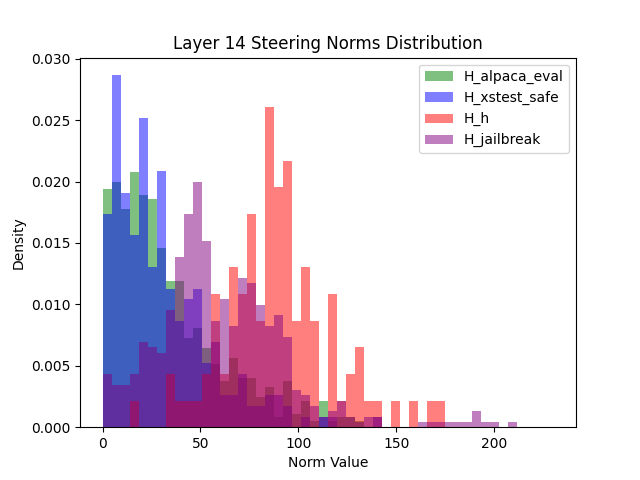 Layer 14 Steering Norms Distribution
H_alpaca_eval
H_xstest_safe
H_h
H_jailbreak
0.030
0.025
0.020
0.015
0.010
0.005
0.000
Density
0
50
100
150
200
Norm Value